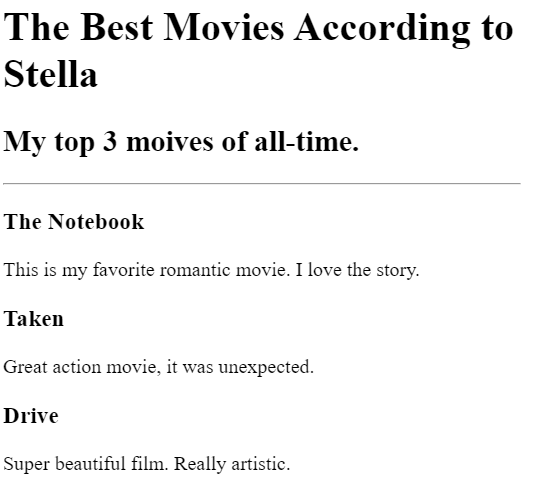 The Best Movies According to
Stella
My top 3 moives of all-time.
The Notebook
This is my favorite romantic movie. I love the story.
Taken
Great action movie, it was unexpected.
Drive
Super beautiful film. Really artistic.